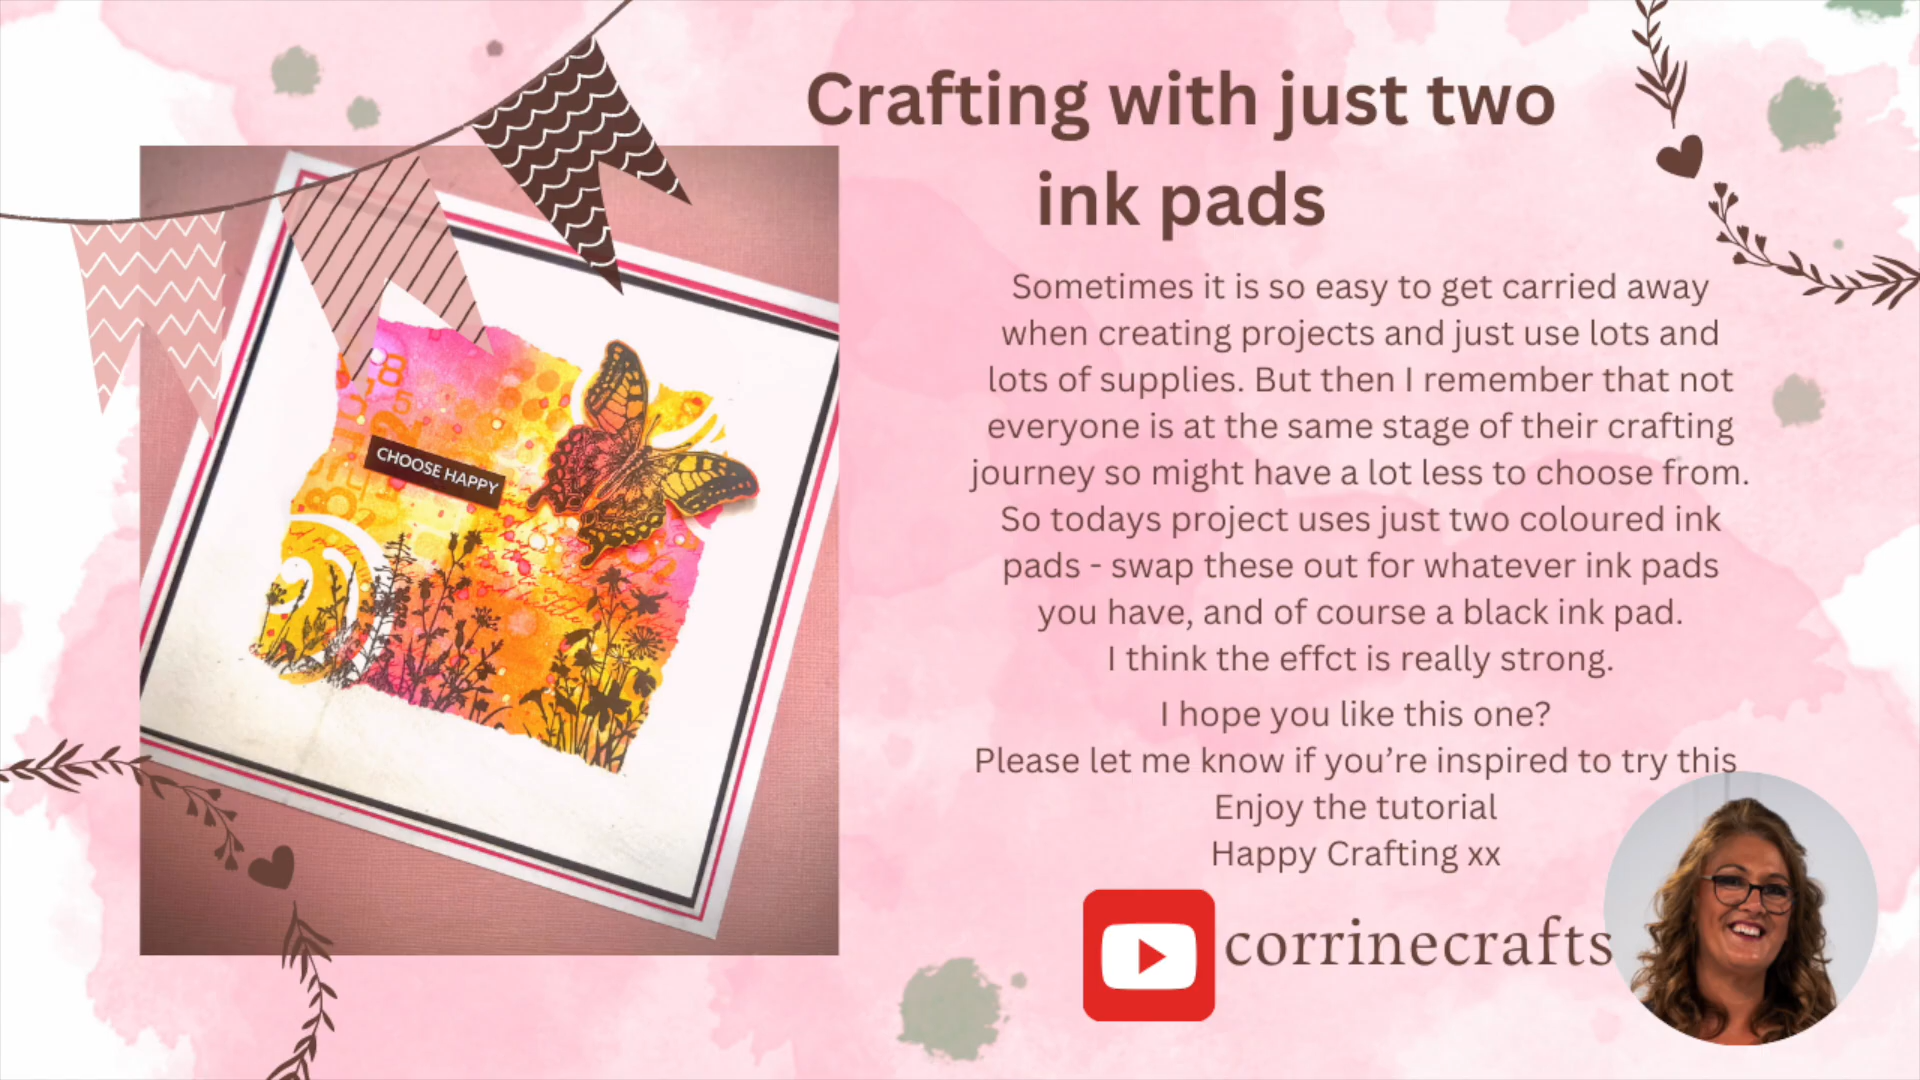 Crafting with just two
ink pads
Sometimes it is so easy to get carried away
when creating projects and just use lots and
lots of supplies. But then I remember that not
everyone is at the same stage of their crafting
journey so might have a lot less to choose from.
So todays project uses just two coloured ink
pads - swap these out for whatever ink pads
you have, and of course a black ink pad.
I think the effct is really strong.
I hope you like this one?
Please let me know if you’re inspired to try this
Enjoy the tutorial
Happy Crafting xx
corrinecrafts
CHOOSE HAPPY